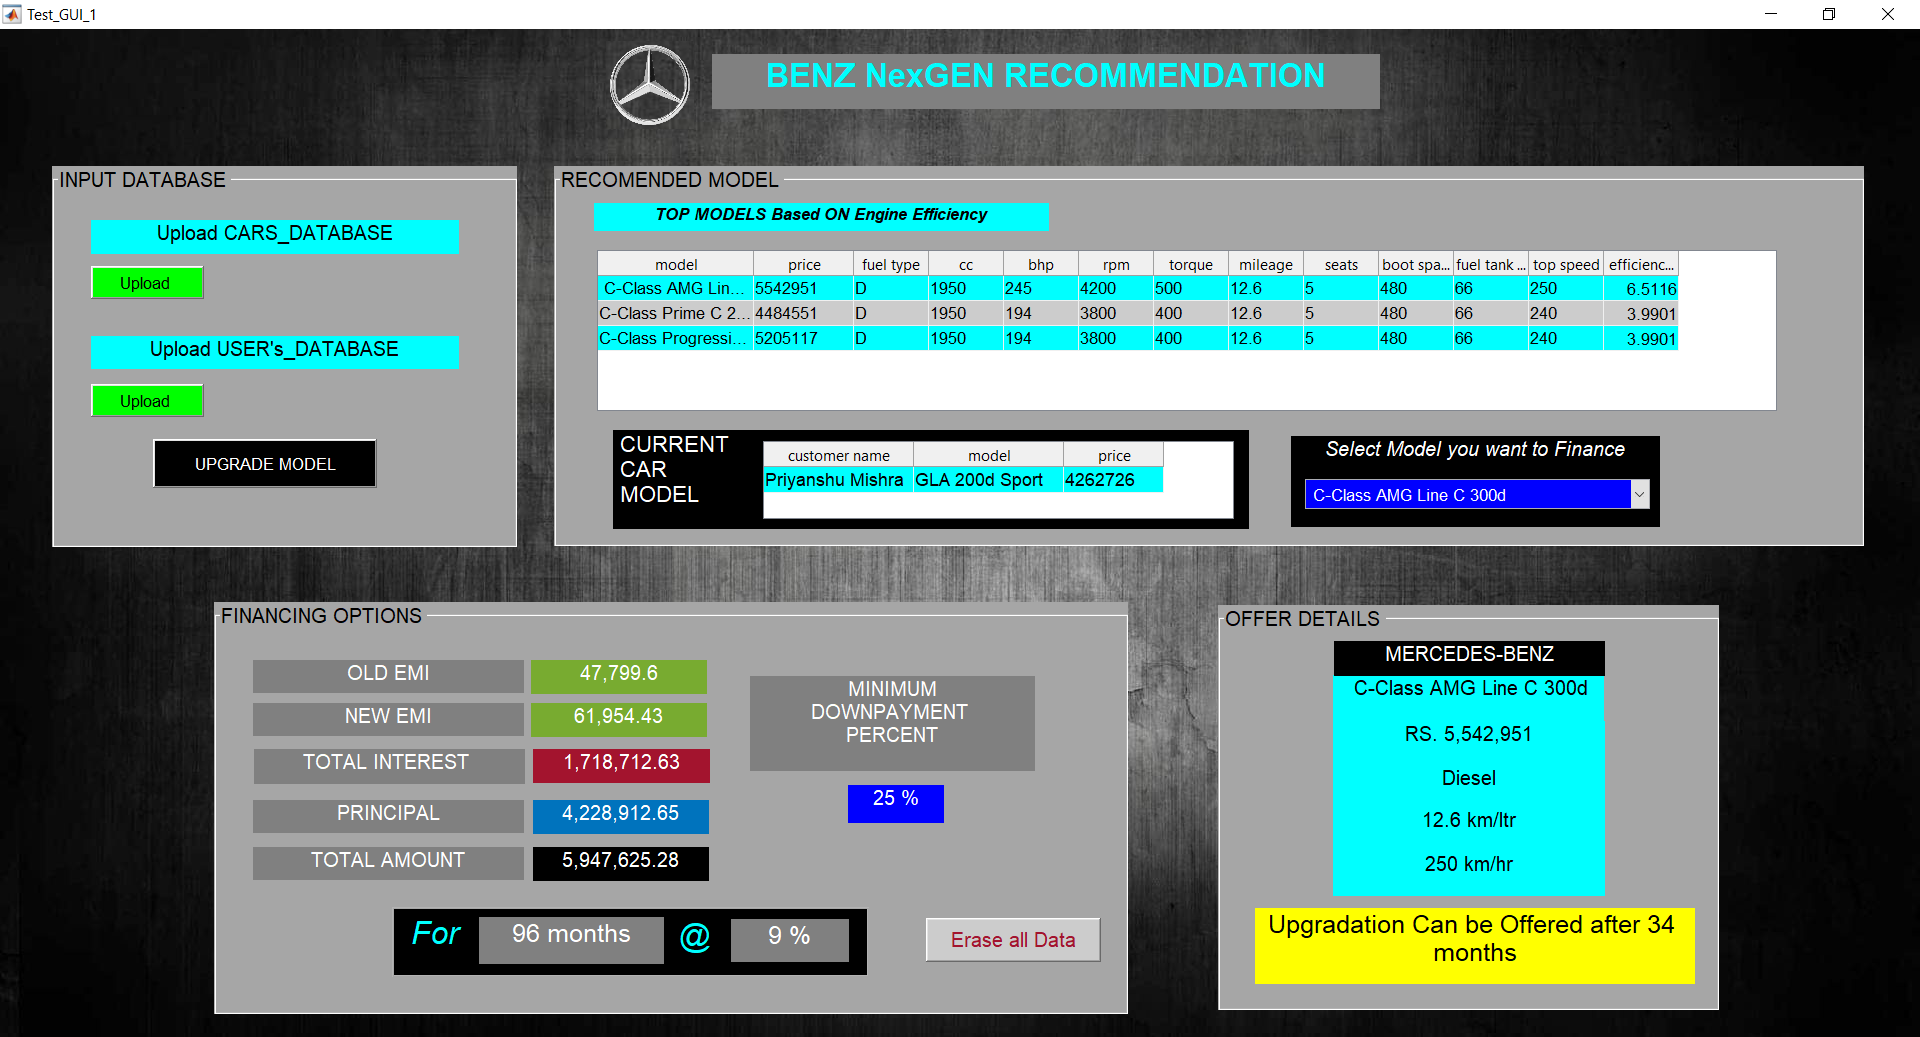 Test_GUI_1
BENZ NexGEN RECOMMENDATION
INPUT DATABASE
Upload CARS_DATABASE
Upload
Upload USER's_DATABASE
Upload
UPGRADE MODEL
RECOMENDED MODEL
TOP MODELS Based ON Engine Efficiency
model price fuel type cc bhp rpm torque mileage seats boot spa... fuel tank ... top speed efficienc...
C-Class AMG Lin... 5542951 D 1950 245 4200 500 12.6 5 480 66 250 6.5116
C-Class Prime C 2... 4484551 D 1950 194 3800 400 12.6 5 480 66 240 3.9901
C-Class Progressi... 5205117 D 1950 194 3800 400 12.6 5 480 66 240 3.9901
CURRENT
CAR
MODEL
customer name model price
Priyanshu Mishra GLA 200d Sport 4262726
Select Model you want to Finance
C-Class AMG Line C 300d
FINANCING OPTIONS
OLD EMI 47,799.6
NEW EMI 61,954.43
TOTAL INTEREST 1,718,712.63
PRINCIPAL 4,228,912.65
TOTAL AMOUNT 5,947,625.28
MINIMUM
DOWNPAYMENT
PERCENT
25 %
For 96 months @ 9 %
Erase all Data
OFFER DETAILS
MERCEDES-BENZ
C-Class AMG Line C 300d
RS. 5,542,951
Diesel
12.6 km/ltr
250 km/hr
Upgradation Can be Offered after 34
months